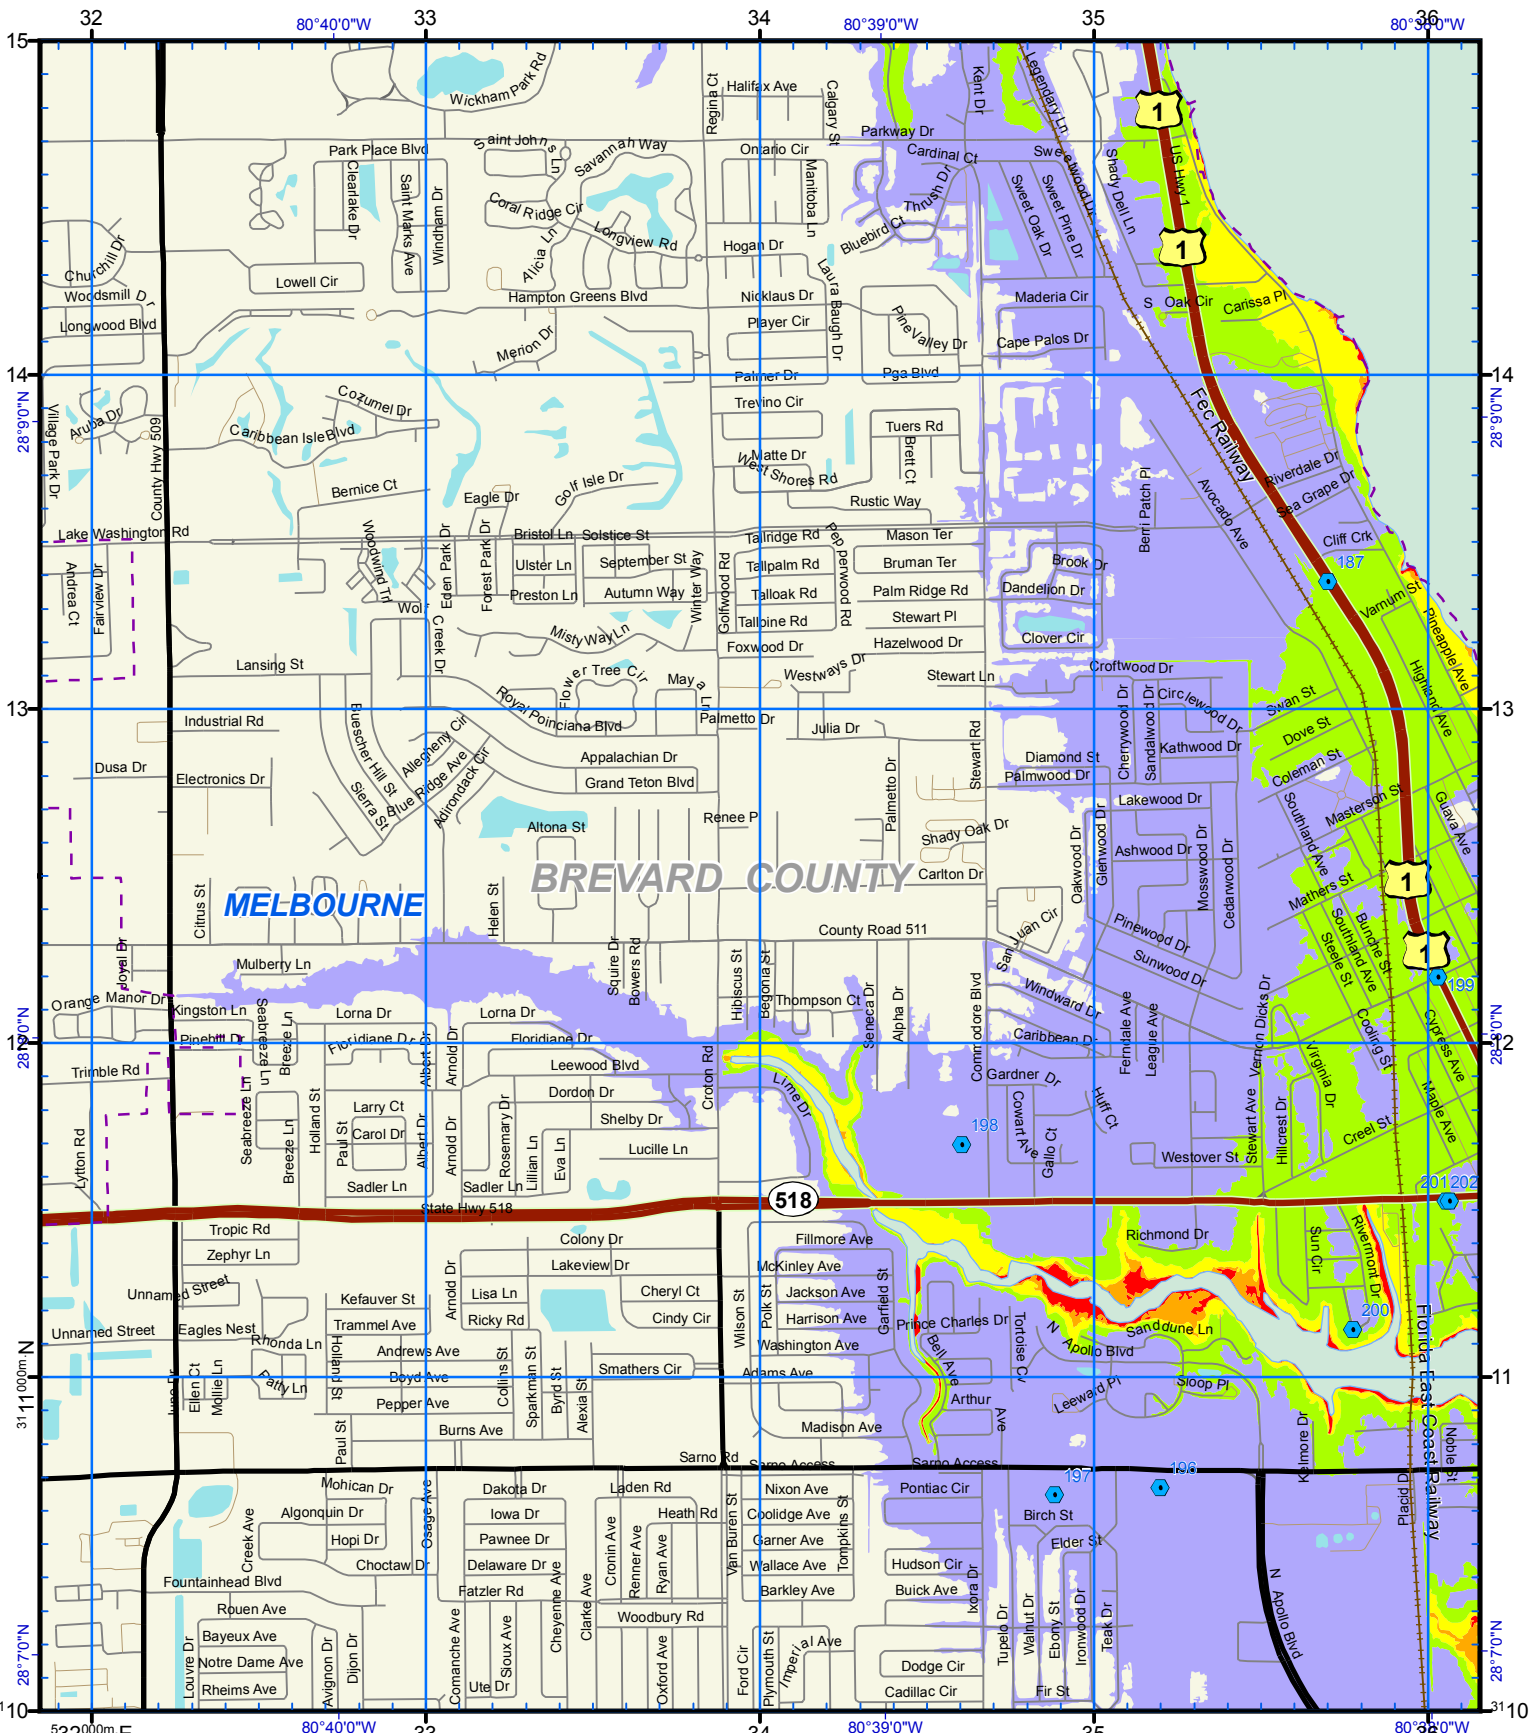 32
33
34
35
36
80°40'0"W
80°39'0"W
80°38'0"W
15
Wickham Park Rd
Regina Ct
Halifax Ave
Calgary St
Kent Dr
Legendary Ln
1
Parkway Dr
Saint Johns Ln
Savannah Way
Park Place Blvd
Ontario Cir
Cardinal Ct
Sweetwood Ln
Shady Dell Ln
US Hwy 1
Clearlake Dr
Saint Marks Ave
Windham Dr
Manitoba Ln
Thrush Dr
Sweet Oak Dr
Sweet Pine Dr
Coral Ridge Cir
Longview Rd
Alicia Ln
Hogan Dr
Bluebird Ct
1
Churchill Dr
Lowell Cir
Woodsmill Dr
Hampton Greens Blvd
Nicklaus Dr
Laura Baugh Dr
Maderia Cir
S Oak Cir
Carissa Pl
Longwood Blvd
Player Cir
Pine Valley Dr
Merion Dr
Cape Palos Dr
14
Palmer Dr
Pga Blvd
14
28°9'0"N
Village Park Dr
Aruba Dr
County Hwy 509
Cozumel Dr
Caribbean Isle Blvd
Trevino Cir
Tuers Rd
Brett Ct
Fec Railway
28°9'0"N
Matte Dr
West Shores Rd
Riverdale Dr
Bernice Ct
Eagle Dr
Golf Isle Dr
Rustic Way
Berri Patch Pl
Avocado Ave
Sea Grape Dr
Lake Washington Rd
Bristol Ln
Solstice St
Tallridge Rd
Pepperwood Rd
Mason Ter
Cliff Crk
187
Woodwind Trl
Eden Park Dr
Forest Park Dr
Ulster Ln
September St
Winter Way
Golfwood Rd
Tallpalm Rd
Bruman Ter
Brook Dr
Andrea Ct
Fairview Dr
Preston Ln
Autumn Way
Talloak Rd
Palm Ridge Rd
Dandelion Dr
Varnum St
Wolf Creek Dr
Misty Way Ln
Tallpine Rd
Stewart Pl
Clover Cir
Pineapple Ave
Foxwood Dr
Hazelwood Dr
Lansing St
Flower Tree Cir
Maya Ln
Westways Dr
Stewart Ln
Croftwood Dr
Highland Ave
13
Industrial Rd
Royal Poinciana Blvd
Palmetto Dr
Julia Dr
Cherrywood Dr
Sandalwood Dr
Circlewood Dr
Swan St
13
Buescher Hill St
Allegheny Cir
Dove St
Dusa Dr
Electronics Dr
Blue Ridge Ave
Adirondack Cir
Appalachian Dr
Grand Teton Blvd
Palmetto Dr
Stewart Rd
Diamond St
Palmwood Dr
Kathwood Dr
Coleman St
Sierra St
Altona St
Renee P
Shady Oak Dr
Lakewood Dr
Southland Ave
Masterson St
Guava Ave
Oakwood Dr
Glenwood Dr
Ashwood Dr
Mosswood Dr
Cedarwood Dr
BREVARD COUNTY
Carlton Dr
1
MELBOURNE
Citrus St
Helen St
Mathers St
County Road 511
San Juan Cir
Pinewood Dr
Southland Ave
Bunche St
Steele St
1
Joyal Dr
Mulberry Ln
Squire Dr
Bowers Rd
Hibiscus St
Begonia St
Sunwood Dr
199
Orange Manor Dr
Kingston Ln
Seabreeze Ln
Breeze Ln
Lorna Dr
Lorna Dr
Thompson Ct
Seneca Dr
Alpha Dr
Commodore Blvd
Windward Dr
Ferndale Ave
League Ave
Vernon Dicks Dr
Cooling St
Cypress Ave
Pinehill Dr
Floridiane Dr
Albert Dr
Arnold Dr
Floridiane Dr
Caribbean Dr
Virginia Dr
12
Trimble Rd
Leewood Blvd
Croton Rd
Lime Dr
Gardner Dr
12
Dordon Dr
Larry Ct
Shelby Dr
Cowart Ave
Huff Ct
Maple Ave
Seabreeze Ln
Breeze Ln
Holland St
Paul St
Carol Dr
Albert Dr
Arnold Dr
Rosemary Dr
Lillian Ln
Eva Ln
Lucille Ln
198
Gallo Ct
Stewart Ave
Hillcrest Dr
Creel St
Lytton Rd
Westover St
Sadler Ln
Sadler Ln
518
201 202
State Hwy 518
Tropic Rd
Zephyr Ln
Colony Dr
Fillmore Ave
Richmond Dr
Sun Cir
Rivermont Dr
Lakeview Dr
McKinley Ave
Unnamed Street
Arnold Dr
Lisa Ln
Cheryl Ct
Jackson Ave
Garfield St
Kefauver St
Ricky Rd
Cindy Cir
Wilson St
Polk St
Harrison Ave
Prince Charles Dr
Tortoise Cir
N Apollo Blvd
Sanddune Ln
200
Unnamed Street
Eagles Nest
Trammel Ave
Rhonda Ln
Holland St
Andrews Ave
Washington Ave
Bell Ave
Florida East Coast Railway
11
June Dr
Ellen Ct
Mollie Ln
Patty Ln
Boyd Ave
Collins St
Sparkman St
Byrd St
Alexia St
Smathers Cir
Adams Ave
Arthur Ave
Leeward Pl
Sloop Pl
11
Pepper Ave
Paul St
Burns Ave
Madison Ave
Kelmore Dr
Noble St
Sarno Rd
Sarno Access
Sarno Access
Mohican Dr
Osage Ave
Dakota Dr
Laden Rd
Nixon Ave
Pontiac Cir
197
196
Placid Dr
Algonquin Dr
Iowa Dr
Heath Rd
Van Buren St
Coolidge Ave
Tompkins St
Birch St
Creek Ave
Hopi Dr
Pawnee Dr
Cronin Ave
Renner Ave
Ryan Ave
Garner Ave
Elder St
Choctaw Dr
Delaware Dr
Wallace Ave
Hudson Cir
Fountainhead Blvd
Fatzler Rd
Cheyenne Ave
Clarke Ave
Barkley Ave
Buick Ave
Ixora Dr
N Apollo Blvd
Rouen Ave
Woodbury Rd
Tupelo Dr
Walnut Dr
Ebony St
Ironwood Dr
Teak Dr
Bayeux Ave
Comanche Ave
Sioux Ave
Imperial Ave
28°7'0"N
Louvre Dr
Notre Dame Ave
Avignon Dr
Dijon Dr
Oxford Ave
Ford Cir
Plymouth St
Dodge Cir
28°7'0"N
Rheims Ave
Ute Dr
Cadillac Cir
Fir St
10
3110
80°40'0"W
33
34
80°39'0"W
35